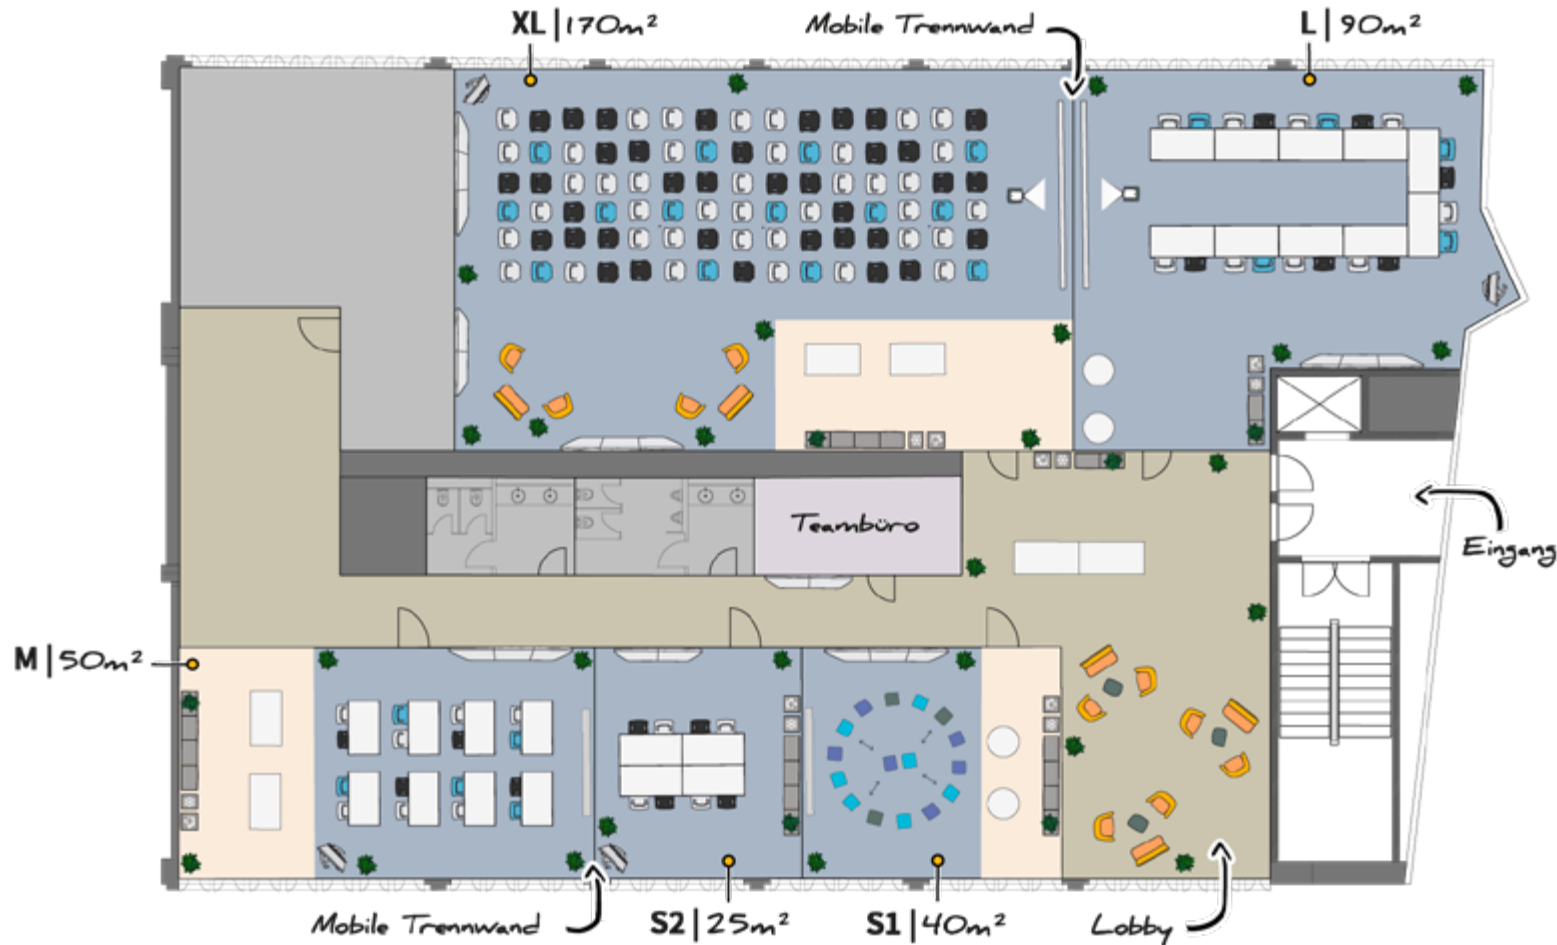 XL | 170m²
Mobile Trennwand
L | 90m²
Teambüro
Eingang
M | 50m²
Mobile Trennwand
S2 | 25m²
S1 | 40m²
Lobby